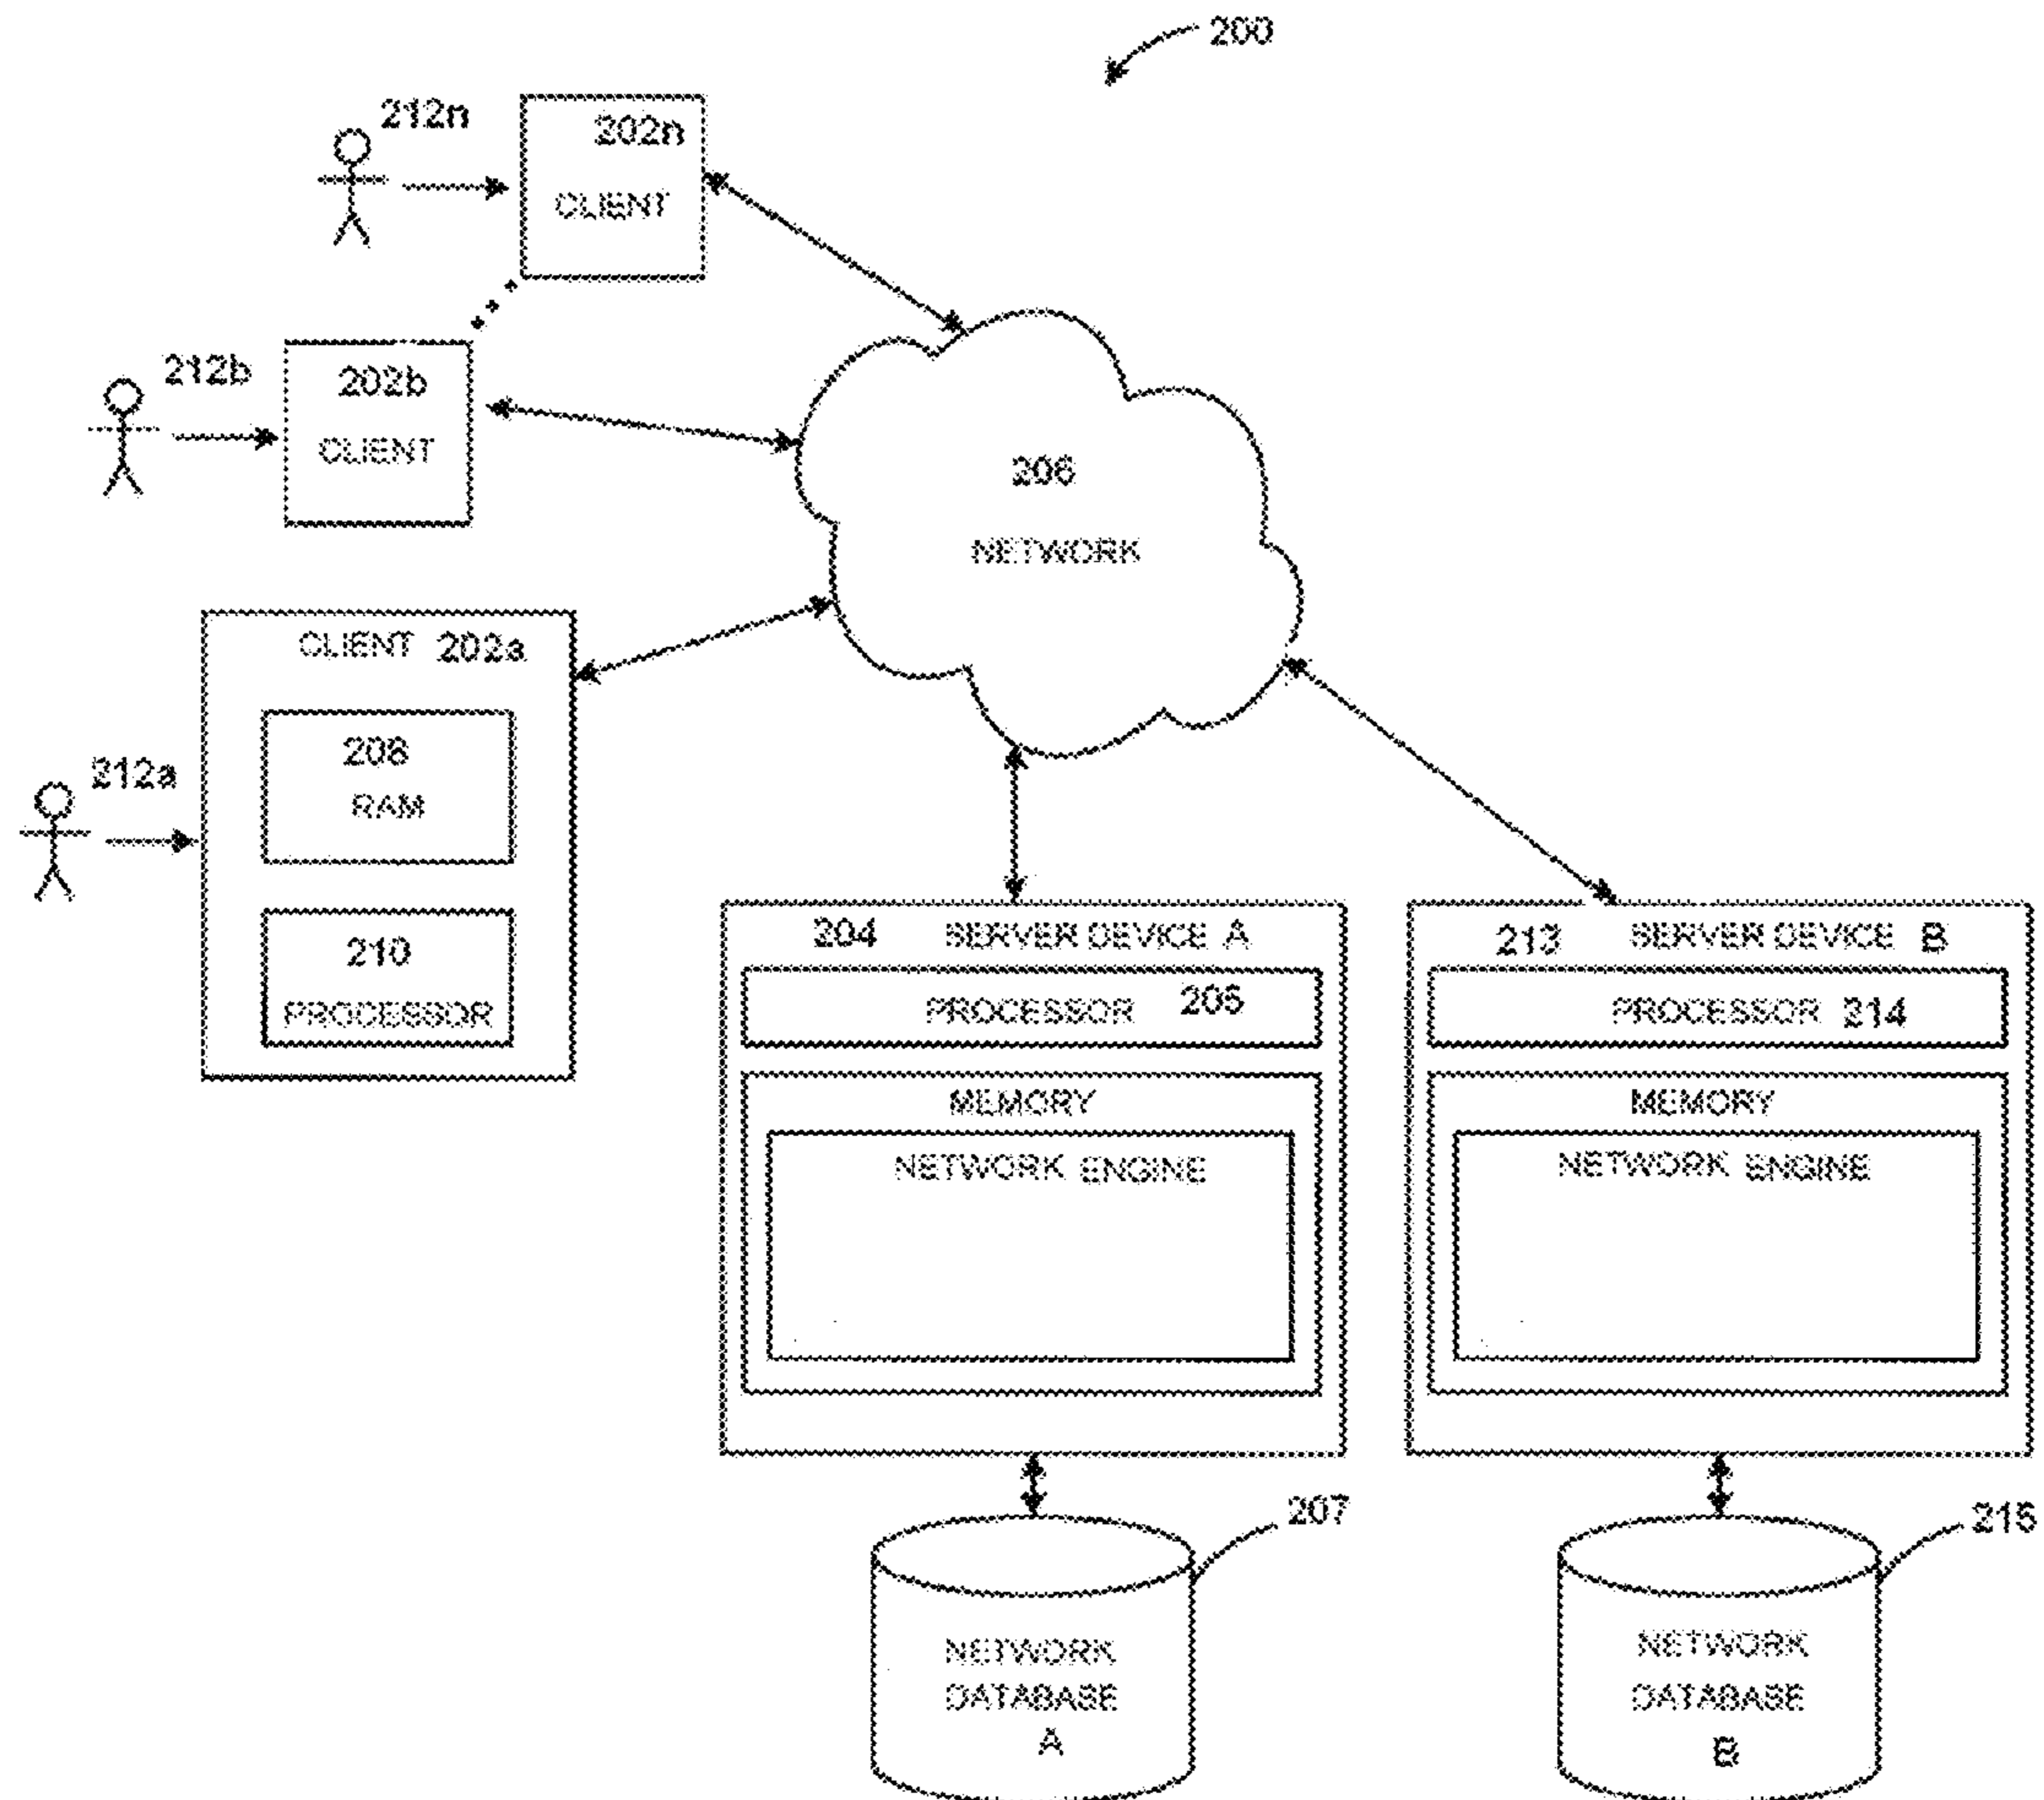 200
212n
202n
CLIENT
212b
202b
CLIENT
206
NETWORK
CLIENT 202a
208
RAM
212a
210
PROCESSOR
204 SERVER DEVICE A
PROCESSOR 205
MEMORY
NETWORK ENGINE
213 SERVER DEVICE B
PROCESSOR 214
MEMORY
NETWORK ENGINE
207
NETWORK
DATABASE
A
NETWORK
DATABASE
B